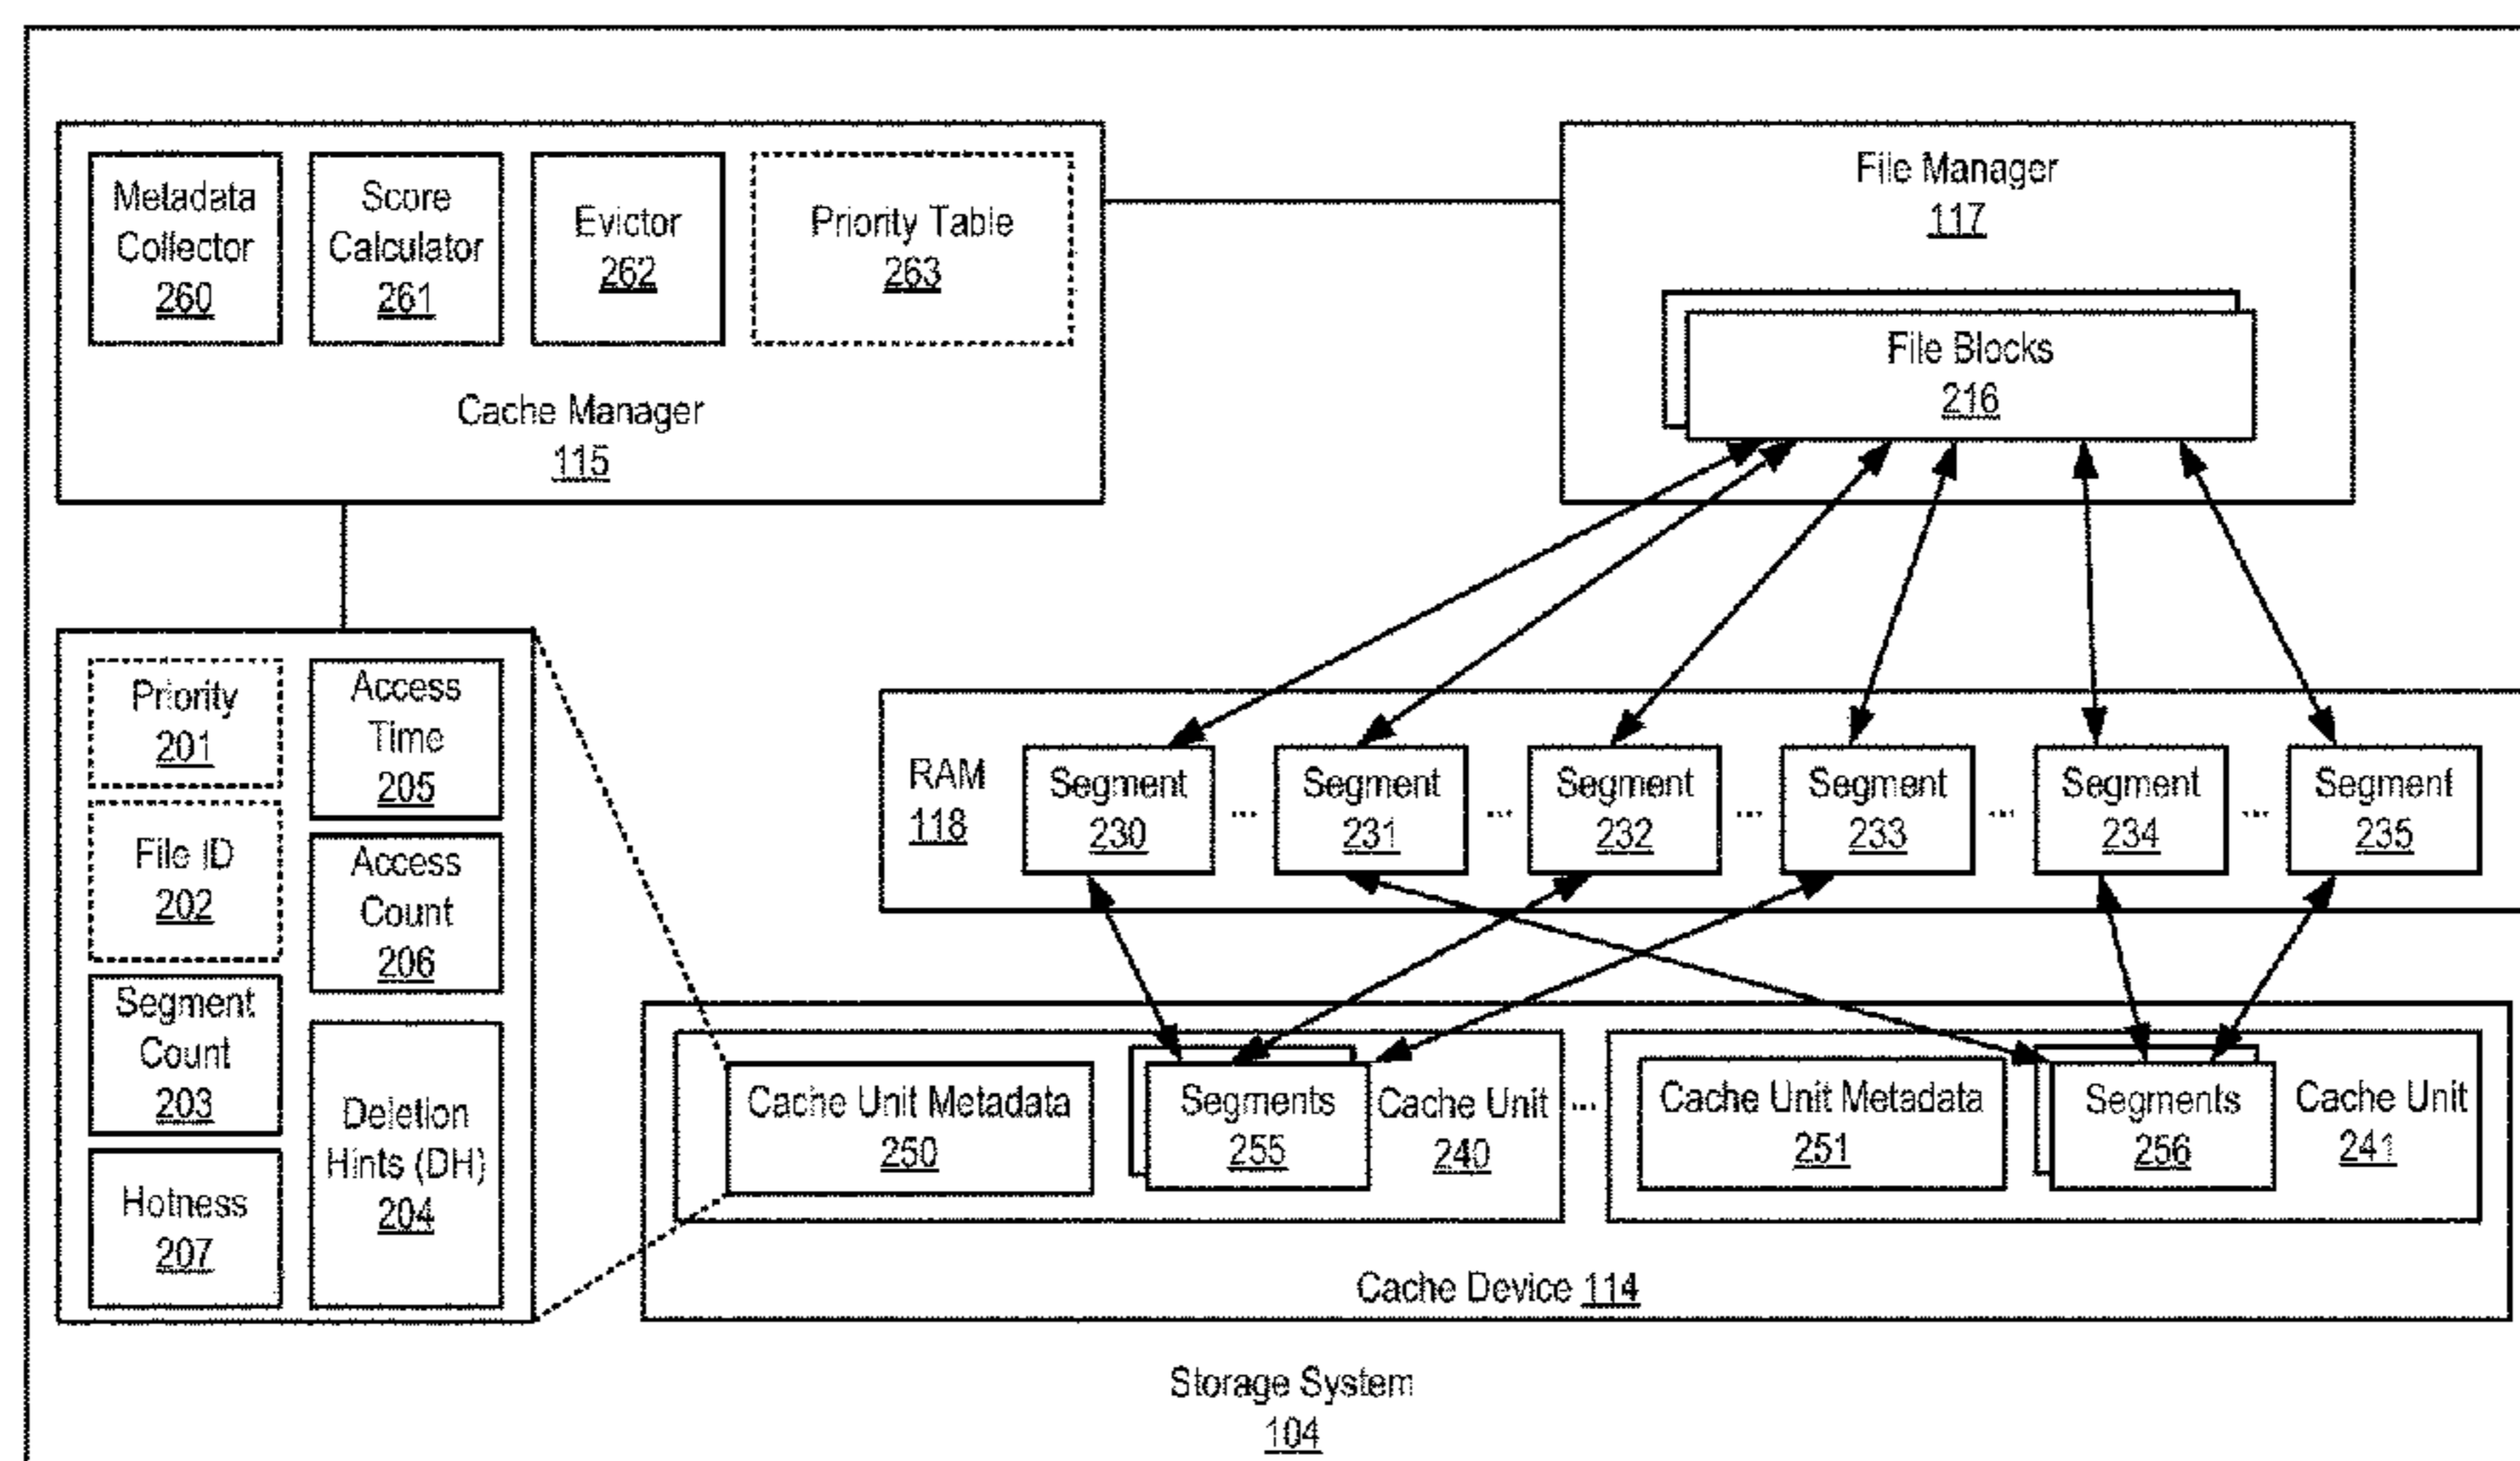 Metadata
Collector
260
Score
Calculator
261
Evictor
262
Priority Table
263
Cache Manager
115
File Manager
117
File Blocks
216
Priority
201
File ID
202
Segment
Count
203
Hotness
207
Access
Time
205
Access
Count
206
Deletion
Hints (DH)
204
RAM
118
Segment
230
...
Segment
231
...
Segment
232
...
Segment
233
...
Segment
234
...
Segment
235
Cache Unit Metadata
250
Segments
255
Cache Unit
240
...
Cache Unit Metadata
251
Segments
256
Cache Unit
241
Cache Device 114
Storage System
104